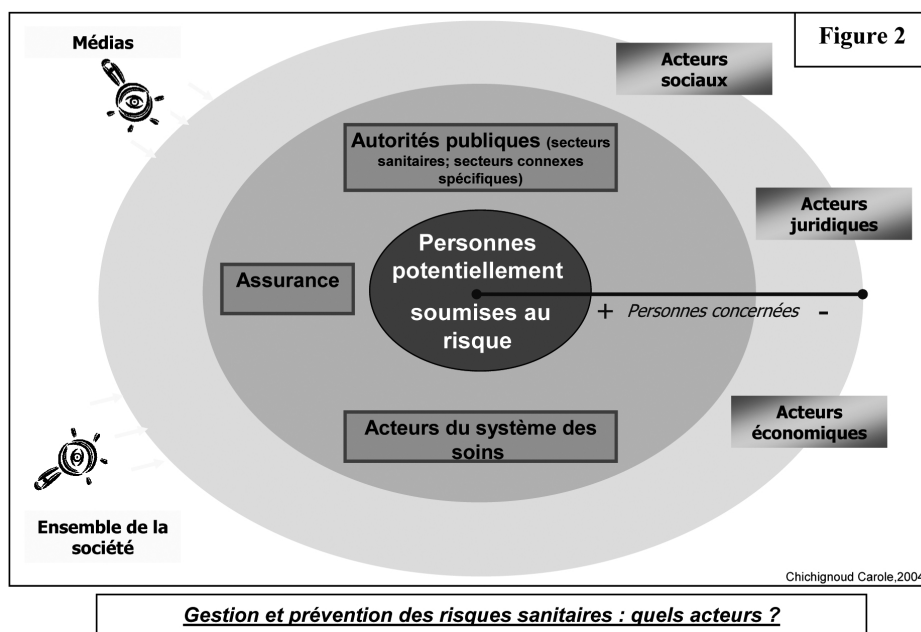 Figure 2
Médias
Acteurs
sociaux
Autorités publiques (secteurs
sanitaires; secteurs connexes
spécifiques)
Acteurs
juridiques
Personnes
potentiellement
soumises au
risque
Assurance
+ Personnes concernées -
Acteurs
économiques
Acteurs du système des
soins
Ensemble de la
société
Chichignoud Carole,2004
Gestion et prévention des risques sanitaires : quels acteurs ?